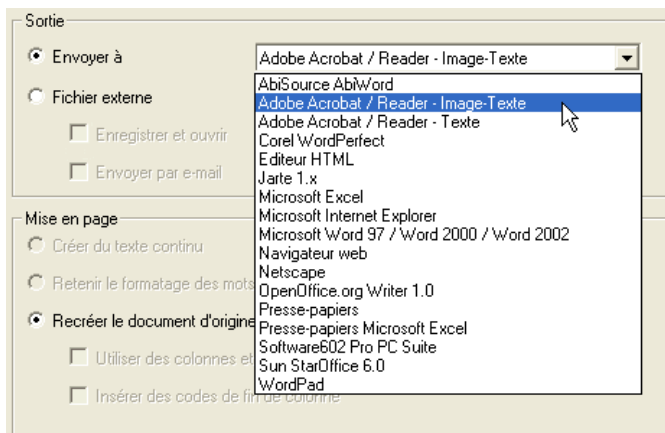 Sortie
Envoyer à
Adobe Acrobat / Reader - Image-Texte
Fichier externe
Enregistrer et ouvrir
Envoyer par e-mail
AbiSource AbiWord
Adobe Acrobat / Reader - Image-Texte
Adobe Acrobat / Reader - Texte
Corel WordPerfect
Editeur HTML
Jarte 1.x
Microsoft Excel
Microsoft Internet Explorer
Microsoft Word 97 / Word 2000 / Word 2002
Navigateur web
Netscape
OpenOffice.org Writer 1.0
Presse-papiers
Presse-papiers Microsoft Excel
Software602 Pro PC Suite
Sun StarOffice 6.0
WordPad
Mise en page
Créer du texte continu
Retenir le formatage des mots
Recréer le document d'origine
Utiliser des colonnes et
Insérer des codes de fin de colonne